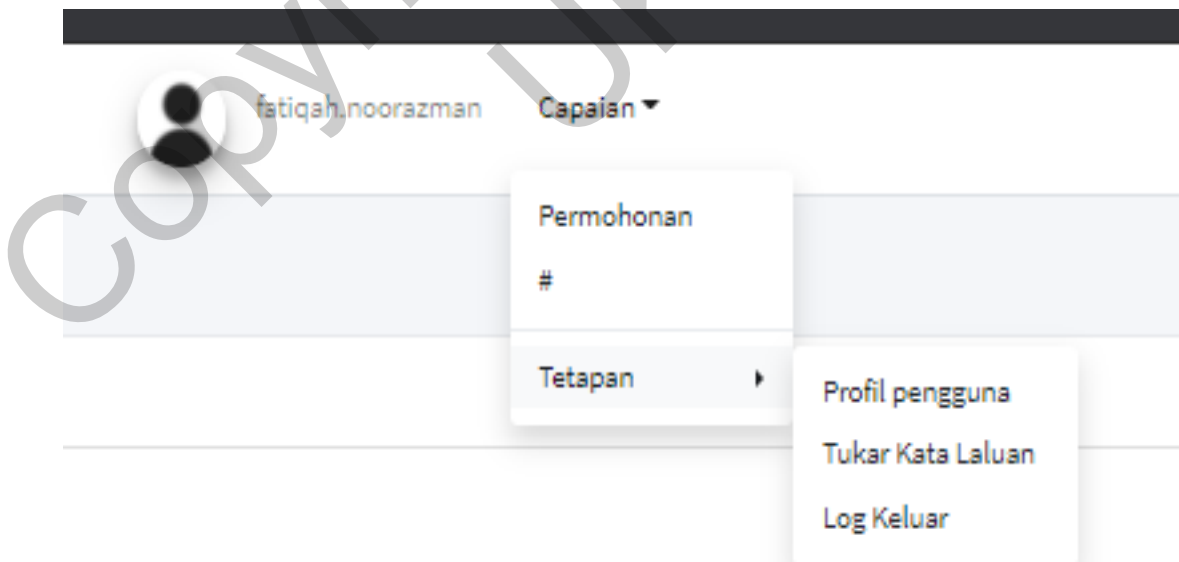 fatiqah.noorazman Capaian
Permohonan
#
Tetapan
Profil pengguna
Tukar Kata Laluan
Log Keluar